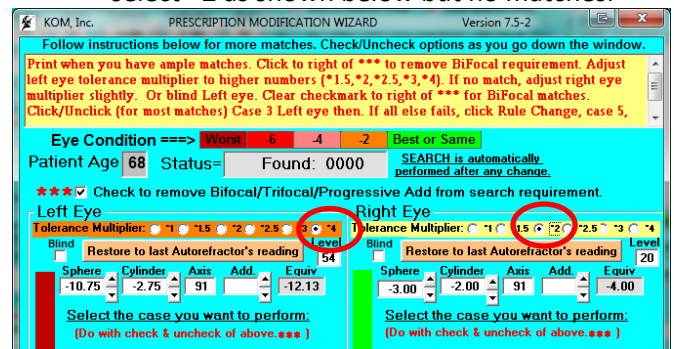 select *2 as shown below but no matches.
KOM, Inc. PRESCRIPTION MODIFICATION WIZARD Version 7.5-2
Follow instructions below for more matches. Check/Uncheck options as you go down the window.
Print when you have ample matches. Click to right of *** to remove BiFocal requirement. Adjust
left eye tolerance multiplier to higher numbers (*1.5,*2,*2.5,*3,*4). If no match, adjust right eye
multiplier slightly. Or blind Left eye. Clear checkmark to right of *** for BiFocal matches.
Click/Unclick (for most matches) Case 3 Left eye then. If all else fails, click Rule Change, case 5,
Eye Condition ===> Worst -6 -4 -2 Best or Same
Patient Age 68 Status= Found: 0000 SEARCH is automatically
performed after any change.
*** Check to remove Bifocal/Trifocal/Progressive Add from search requirement.
Left Eye Right Eye
Tolerance Multiplier: *1 *1.5 *2 *2.5 *3 *4 Tolerance Multiplier: *1 1.5 *2 *2.5 *3 *4
Blind Restore to last Autorefractor's reading Level Blind Restore to last Autorefractor's reading Level
54 20
Sphere Cylinder Axis Add. Equiv Sphere Cylinder Axis Add. Equiv
-10.75 -2.75 91 -12.13 -3.00 -2.00 91 -4.00
Select the case you want to perform: Select the case you want to perform:
(Do with check & uncheck of above.*** ) (Do with check & uncheck of above.*** )